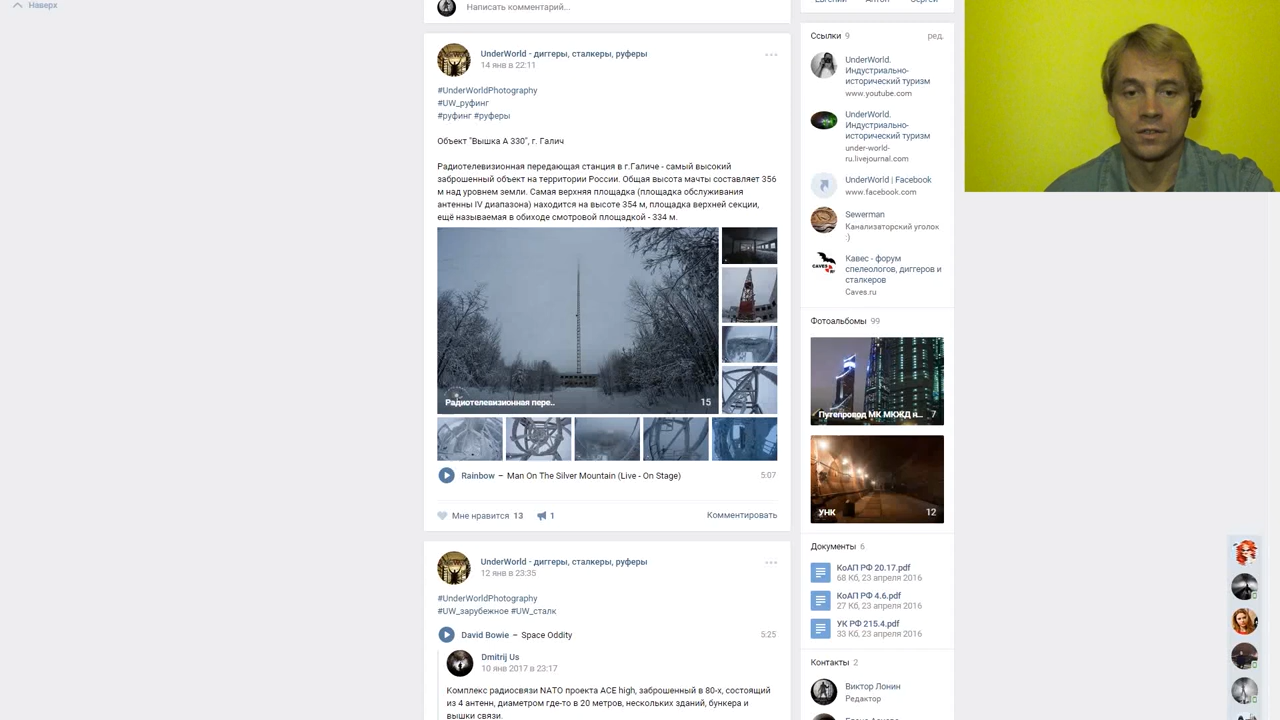 Наверх
Написать комментарий...
UnderWorld - диггеры, сталкеры, руферы
14 янв в 22:11
#UnderWorldPhotography
#UW_руфинг
#руфинг #руферы
Объект "Вышка А 330", г. Галич
Радиотелевизионная передающая станция в г.Галиче - самый высокий
заброшенный объект на территории России. Общая высота мачты составляет 356
м над уровнем земли. Самая верхняя площадка (площадка обслуживания
антенны IV диапазона) находится на высоте 354 м, площадка верхней секции,
ещё называемая в обиходе смотровой площадкой - 334 м.
Радиотелевизионная пере.. 15
Rainbow – Man On The Silver Mountain (Live - On Stage) 5:07
Мне нравится 13 1 Комментировать
UnderWorld - диггеры, сталкеры, руферы
12 янв в 23:35
#UnderWorldPhotography
#UW_зарубежное #UW_сталк
David Bowie – Space Oddity 5:25
Dmitrij Us
10 янв 2017 в 23:17
Комплекс радиосвязи NATO проекта ACE high, заброшенный в 80-х, состоящий
из 4 антенн, диаметром где-то в 20 метров, нескольких зданий, бункера и
вышки связи.
Евгений Антон Сергей
Ссылки 9 ред.
UnderWorld.
Индустриально-
исторический туризм
www.youtube.com
UnderWorld.
Индустриально-
исторический туризм
under-world-
ru.livejournal.com
UnderWorld | Facebook
www.facebook.com
Sewerman
Канализаторский уголок
:)
CAVES
Кавес - форум
спелеологов, диггеров и
сталкеров
Caves.ru
Фотоальбомы 99
Путепровод МК МКЖД н... 7
УНК 12
Документы 6
КоАП РФ 20.17.pdf
68 Кб, 23 апреля 2016
КоАП РФ 4.6.pdf
27 Кб, 23 апреля 2016
УК РФ 215.4.pdf
33 Кб, 23 апреля 2016
Контакты 2
Виктор Лонин
Редактор